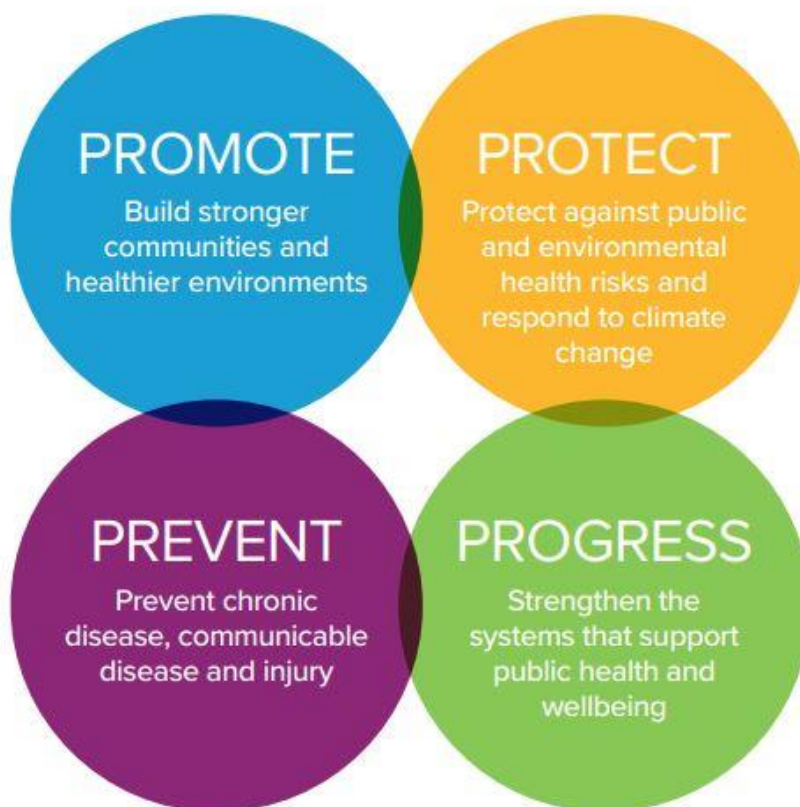 PROMOTE
Build stronger
communities and
healthier environments
PROTECT
Protect against public
and environmental
health risks and
respond to climate
change
PREVENT
Prevent chronic
disease, communicable
disease and injury
PROGRESS
Strengthen the
systems that support
public health and
wellbeing